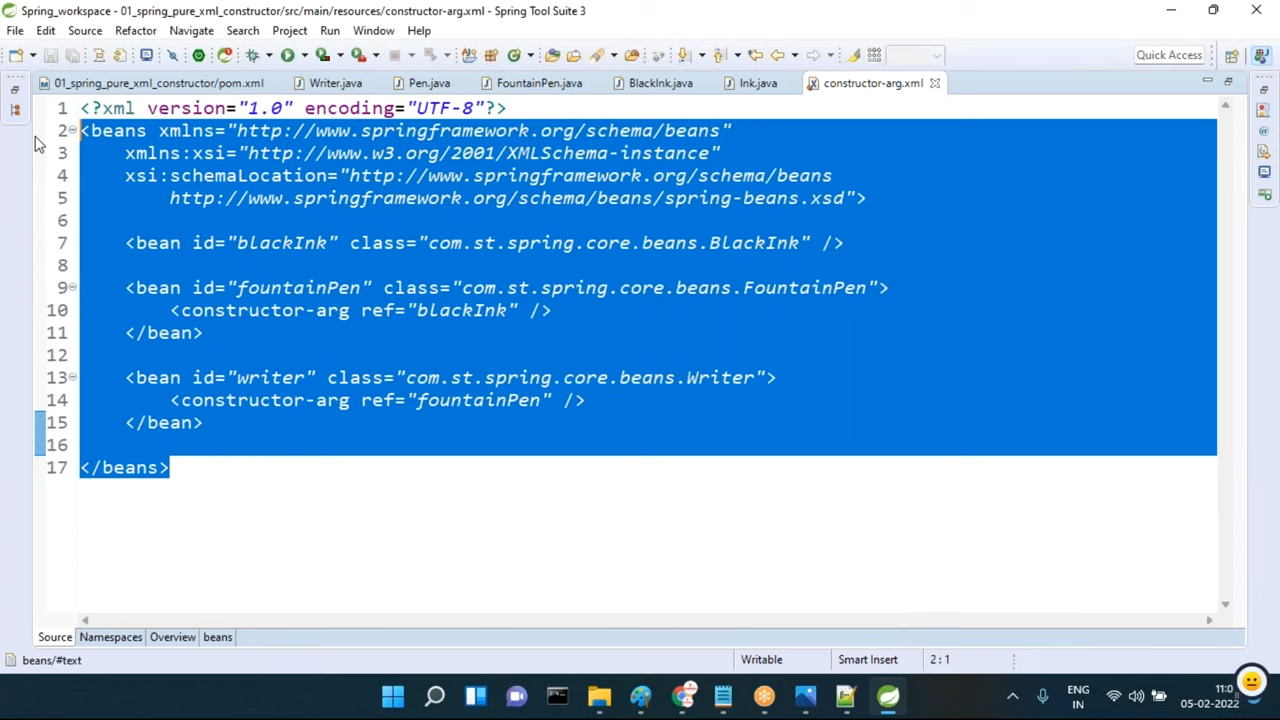 Spring_workspace - 01_spring_pure_xml_constructor/src/main/resources/constructor-arg.xml - Spring Tool Suite 3
File Edit Source Refactor Navigate Search Project Run Window Help
Quick Access
01_spring_pure_xml_constructor/pom.xml Writer.java Pen.java FountainPen.java BlackInk.java Ink.java constructor-arg.xml
1 <?xml version="1.0" encoding="UTF-8"?>
2 <beans xmlns="http://www.springframework.org/schema/beans"
3 xmlns:xsi="http://www.w3.org/2001/XMLSchema-instance"
4 xsi:schemaLocation="http://www.springframework.org/schema/beans
5 http://www.springframework.org/schema/beans/spring-beans.xsd">
6
7 <bean id="blackInk" class="com.st.spring.core.beans.BlackInk" />
8
9 <bean id="fountainPen" class="com.st.spring.core.beans.FountainPen">
10 <constructor-arg ref="blackInk" />
11 </bean>
12
13 <bean id="writer" class="com.st.spring.core.beans.Writer">
14 <constructor-arg ref="fountainPen" />
15 </bean>
16
17 </beans>
Source Namespaces Overview beans
beans/#text Writable Smart Insert 2 : 1
ENG 11:0
IN 05-02-2022